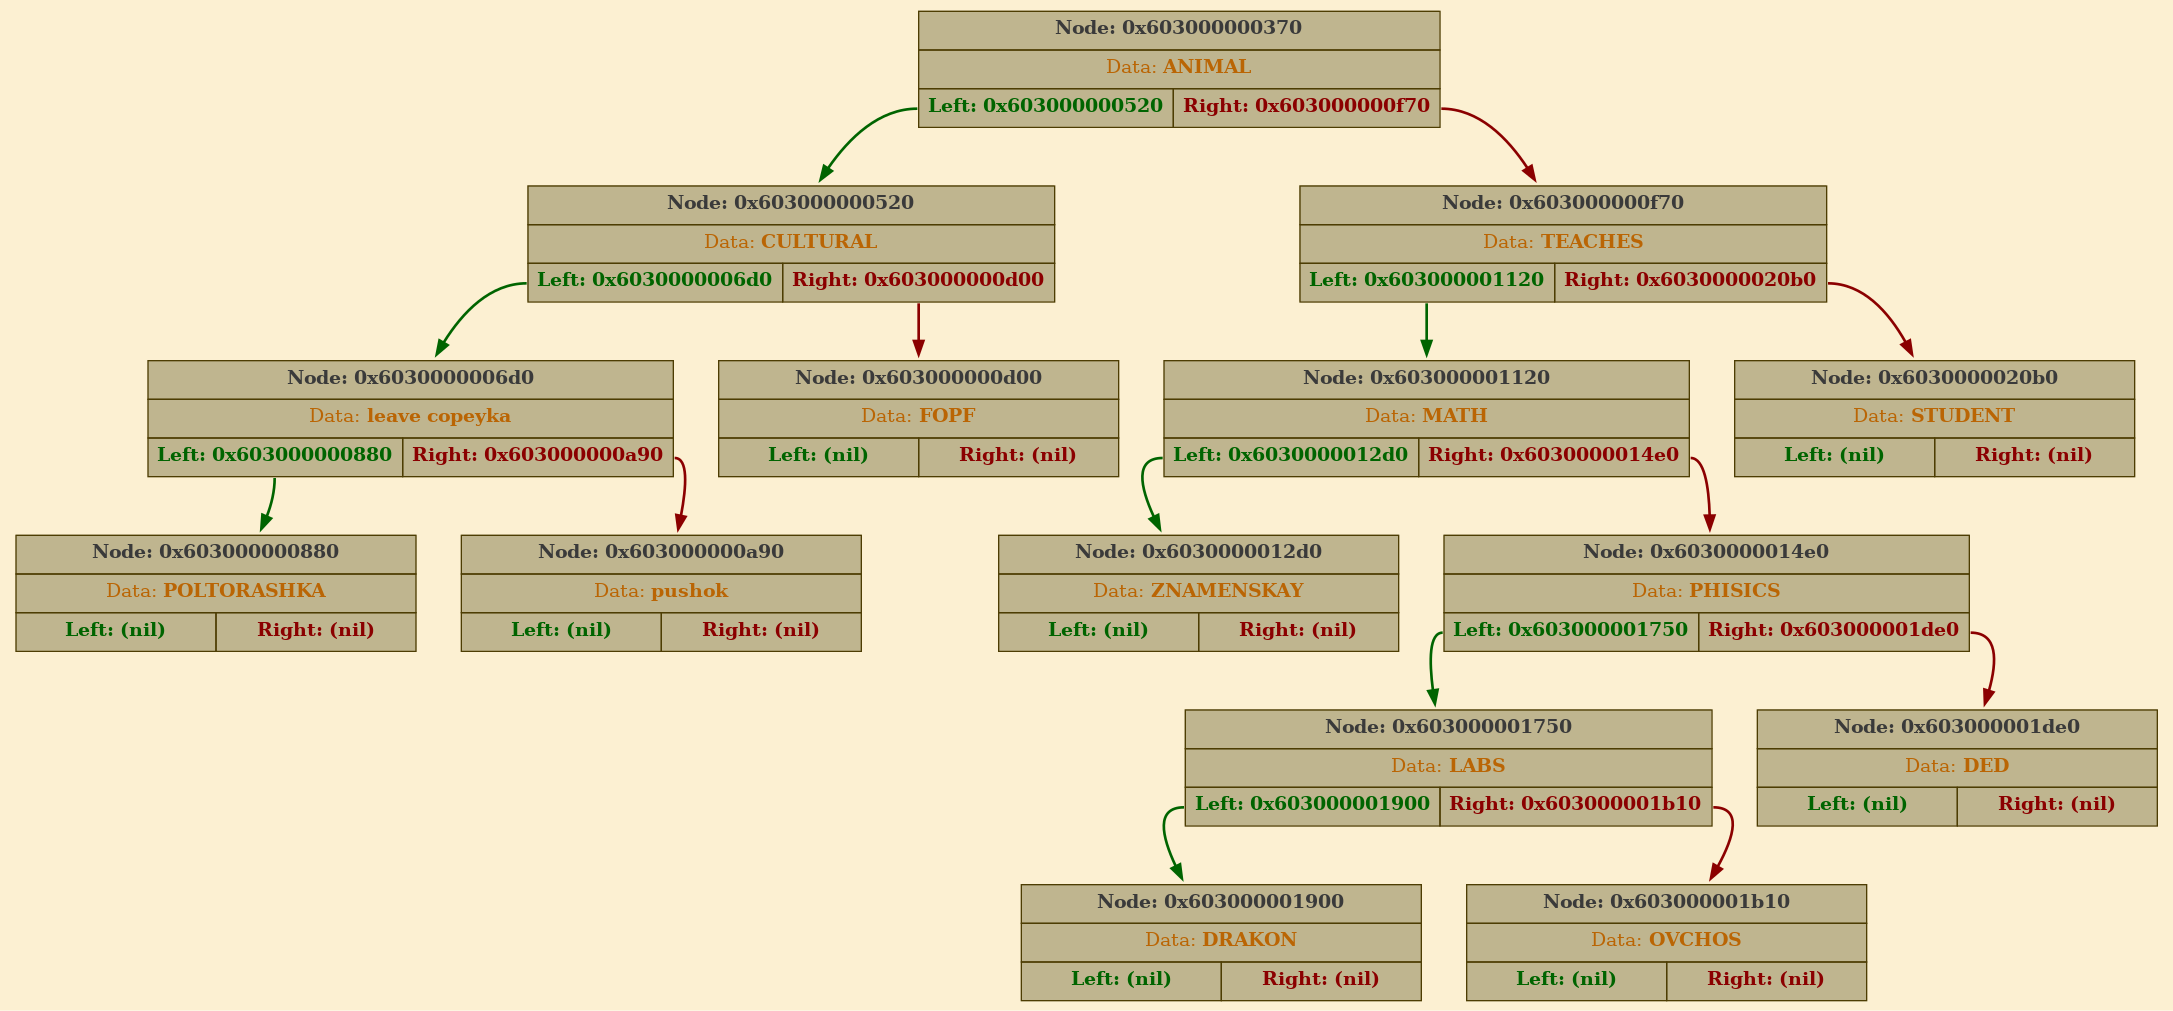 Node: 0x603000000370
Data: ANIMAL
Left: 0x603000000520 Right: 0x603000000f70
Node: 0x603000000520
Data: CULTURAL
Left: 0x6030000006d0 Right: 0x603000000d00
Node: 0x603000000f70
Data: TEACHES
Left: 0x603000001120 Right: 0x6030000020b0
Node: 0x6030000006d0
Data: leave copeyka
Left: 0x603000000880 Right: 0x603000000a90
Node: 0x603000000d00
Data: FOPF
Left: (nil) Right: (nil)
Node: 0x603000001120
Data: MATH
Left: 0x6030000012d0 Right: 0x6030000014e0
Node: 0x6030000020b0
Data: STUDENT
Left: (nil) Right: (nil)
Node: 0x603000000880
Data: POLTORASHKA
Left: (nil) Right: (nil)
Node: 0x603000000a90
Data: pushok
Left: (nil) Right: (nil)
Node: 0x6030000012d0
Data: ZNAMENSKAY
Left: (nil) Right: (nil)
Node: 0x6030000014e0
Data: PHISICS
Left: 0x603000001750 Right: 0x603000001de0
Node: 0x603000001750
Data: LABS
Left: 0x603000001900 Right: 0x603000001b10
Node: 0x603000001de0
Data: DED
Left: (nil) Right: (nil)
Node: 0x603000001900
Data: DRAKON
Left: (nil) Right: (nil)
Node: 0x603000001b10
Data: OVCHOS
Left: (nil) Right: (nil)